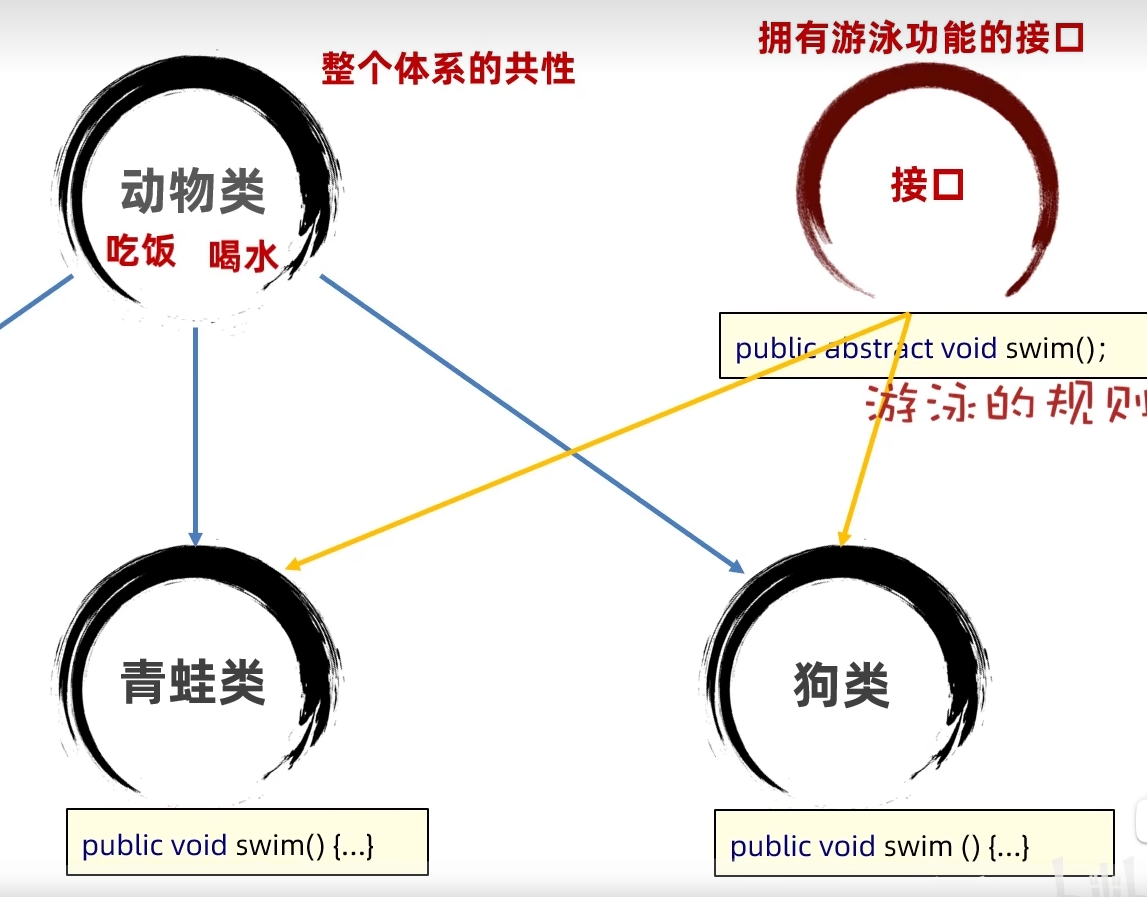 拥有游泳功能的接口
整个体系的共性
动物类
吃饭 喝水
接口
public abstract void swim();
游泳的规则
青蛙类
狗类
public void swim() {...}
public void swim () {...}